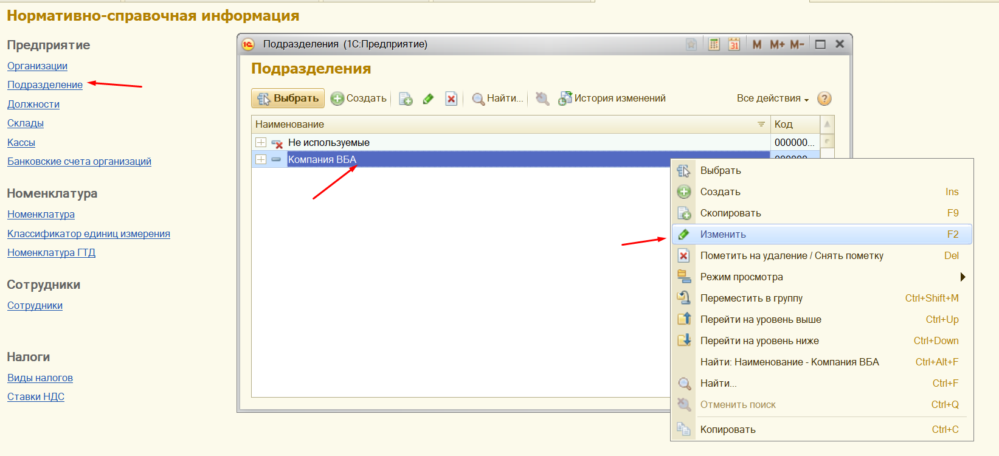 Нормативно-справочная информация
Предприятие
Организации
Подразделение
Должности
Склады
Кассы
Банковские счета организаций
Номенклатура
Номенклатура
Классификатор единиц измерения
Номенклатура ГТД
Сотрудники
Сотрудники
Налоги
Виды налогов
Ставки НДС
1С Подразделения (1С:Предприятие) 31 M M+ M-
Подразделения
Выбрать Создать Найти... История изменений Все действия ?
Наименование Код
Не используемые 000000...
Компания ВБА
Выбрать
Создать Ins
Скопировать F9
Изменить F2
Пометить на удаление / Снять пометку Del
Режим просмотра
Переместить в группу Ctrl+Shift+M
Перейти на уровень выше Ctrl+Up
Перейти на уровень ниже Ctrl+Down
Найти: Наименование - Компания ВБА Ctrl+Alt+F
Найти... Ctrl+F
Отменить поиск Ctrl+Q
Копировать Ctrl+C